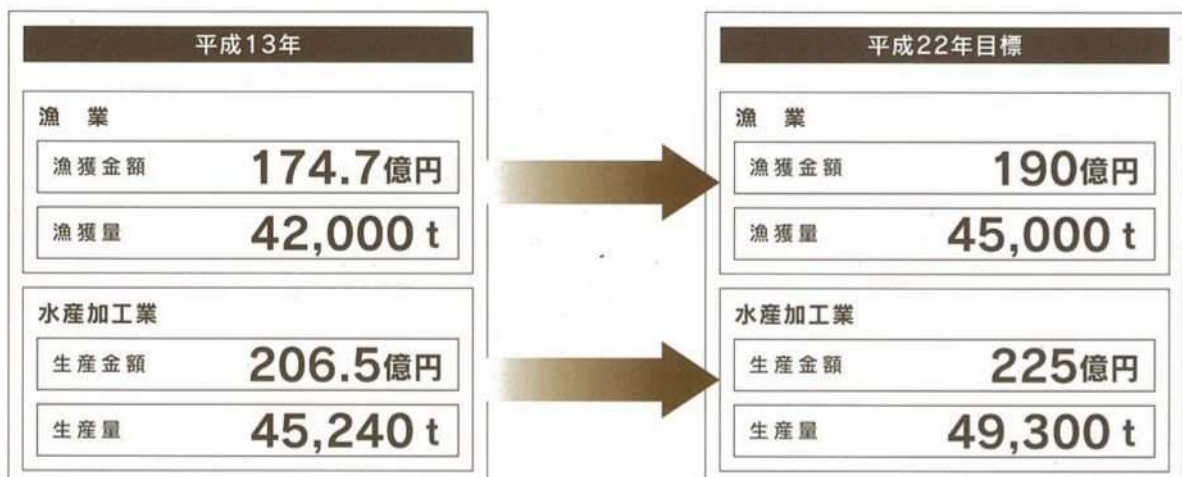 平成13年
漁　業
漁獲金額 174.7億円
漁獲量 42,000 t
水産加工業
生産金額 206.5億円
生産量 45,240 t
平成22年目標
漁　業
漁獲金額 190億円
漁獲量 45,000 t
水産加工業
生産金額 225億円
生産量 49,300 t